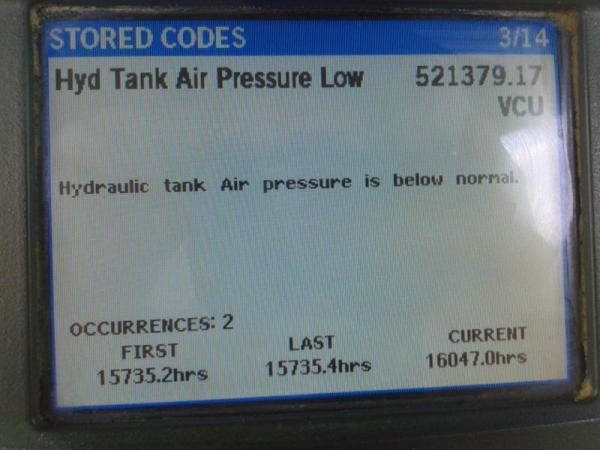 STORED CODES 3/14
Hyd Tank Air Pressure Low 521379.17
VCU
Hydraulic tank Air pressure is below normal.
OCCURRENCES: 2
FIRST LAST CURRENT
15735.2hrs 15735.4hrs 16047.0hrs